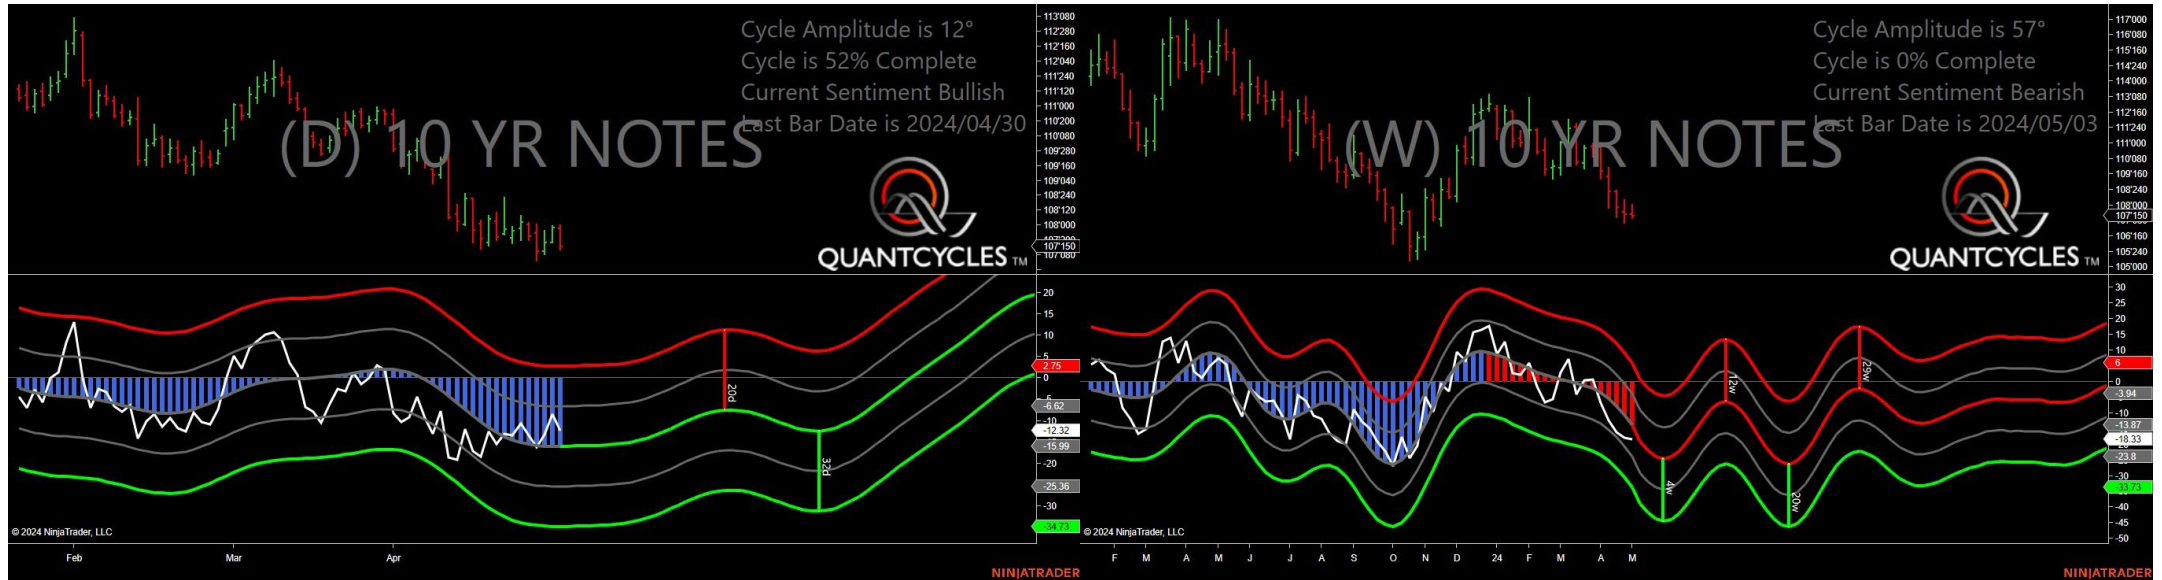 Cycle Amplitude is 12°
Cycle is 52% Complete
Current Sentiment Bullish
Last Bar Date is 2024/04/30
(D) 10 YR NOTES
QUANTCYCLES TM
113'080
112'280
112'160
112'040
111'240
111'120
111'000
110'200
110'080
109'280
109'160
109'040
108'240
108'120
108'000
107'150
107'080
20
15
10
5
2.75
0
-6.62
-10
-12.32
-15.99
-20
-25.36
-30
-34.73
20d
32d
© 2024 NinjaTrader, LLC
Feb Mar Apr
NINJATRADER
Cycle Amplitude is 57°
Cycle is 0% Complete
Current Sentiment Bearish
Last Bar Date is 2024/05/03
(W) 10 YR NOTES
QUANTCYCLES TM
117'000
116'080
115'160
114'240
114'000
113'080
112'160
111'240
111'000
110'080
109'160
108'240
108'000
107'150
106'160
105'240
105'000
30
25
20
15
10
6
0
-3.94
-10
-13.87
-18.33
-23.8
-30
-33.73
-40
-45
-50
4w
12w
20w
29w
© 2024 NinjaTrader, LLC
F M A M J J A S O N D 24 F M A M
NINJATRADER